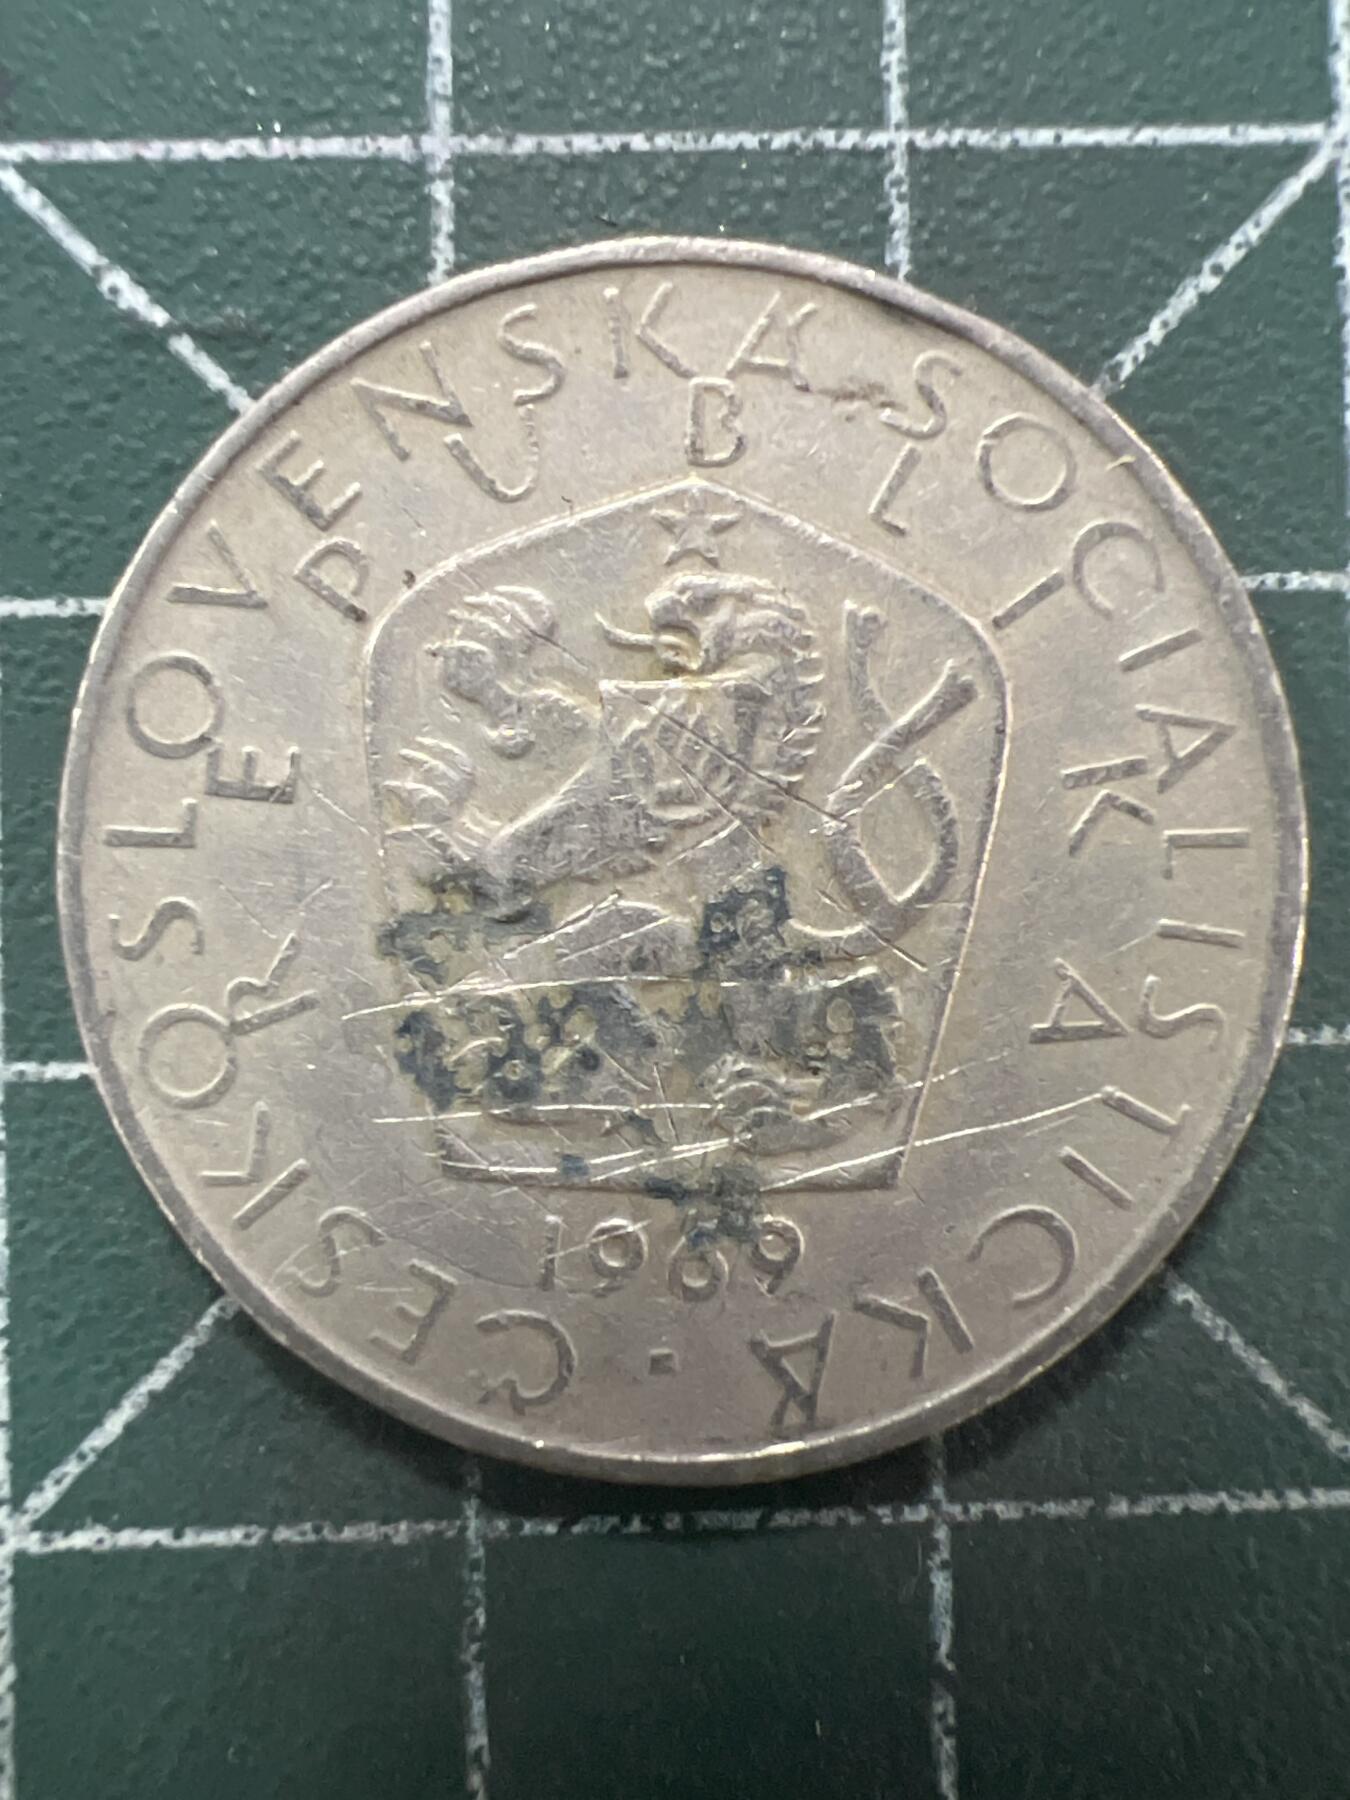 ČESKOSLOVENSKÁ SOCIALISTICKÁ
REPUBLIKA
1969